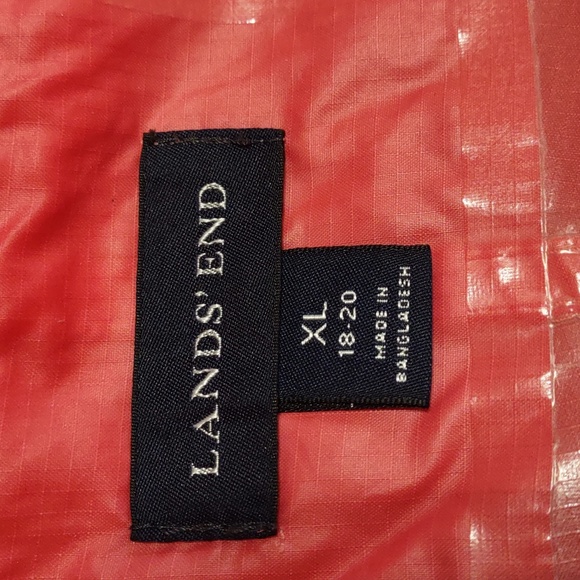 LANDS' END
XL
18-20
MADE IN
BANGLADESH